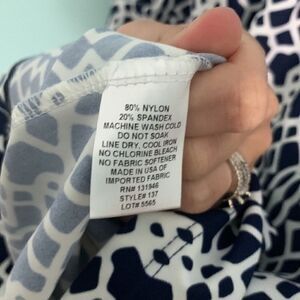 80% NYLON
20% SPANDEX
MACHINE WASH COLD
DO NOT SOAK
LINE DRY. COOL IRON
NO CHLORINE BLEACH
NO FABRIC SOFTENER
MADE IN USA OF
IMPORTED FABRIC
RN# 131946
STYLE# 137
LOT# 5565